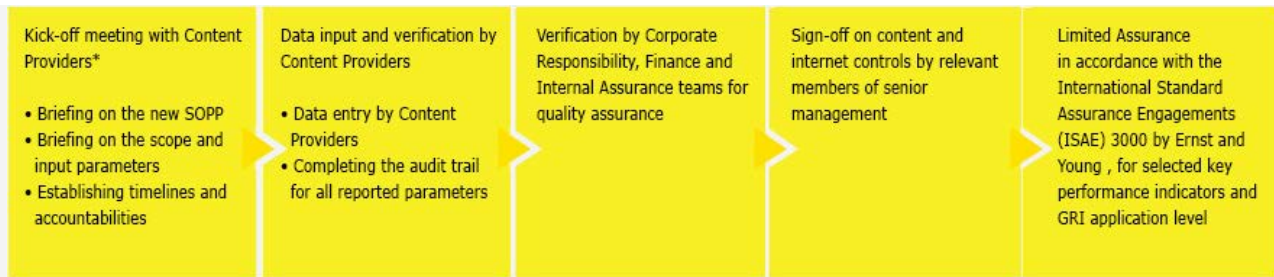 Kick-off meeting with Content
Providers*
• Briefing on the new SOPP
• Briefing on the scope and
input parameters
• Establishing timelines and
accountabilities
Data input and verification by
Content Providers
• Data entry by Content
Providers
• Completing the audit trail
for all reported parameters
Verification by Corporate
Responsibility, Finance and
Internal Assurance teams for
quality assurance
Sign-off on content and
internet controls by relevant
members of senior
management
Limited Assurance
in accordance with the
International Standard
Assurance Engagements
(ISAE) 3000 by Ernst and
Young , for selected key
performance indicators and
GRI application level